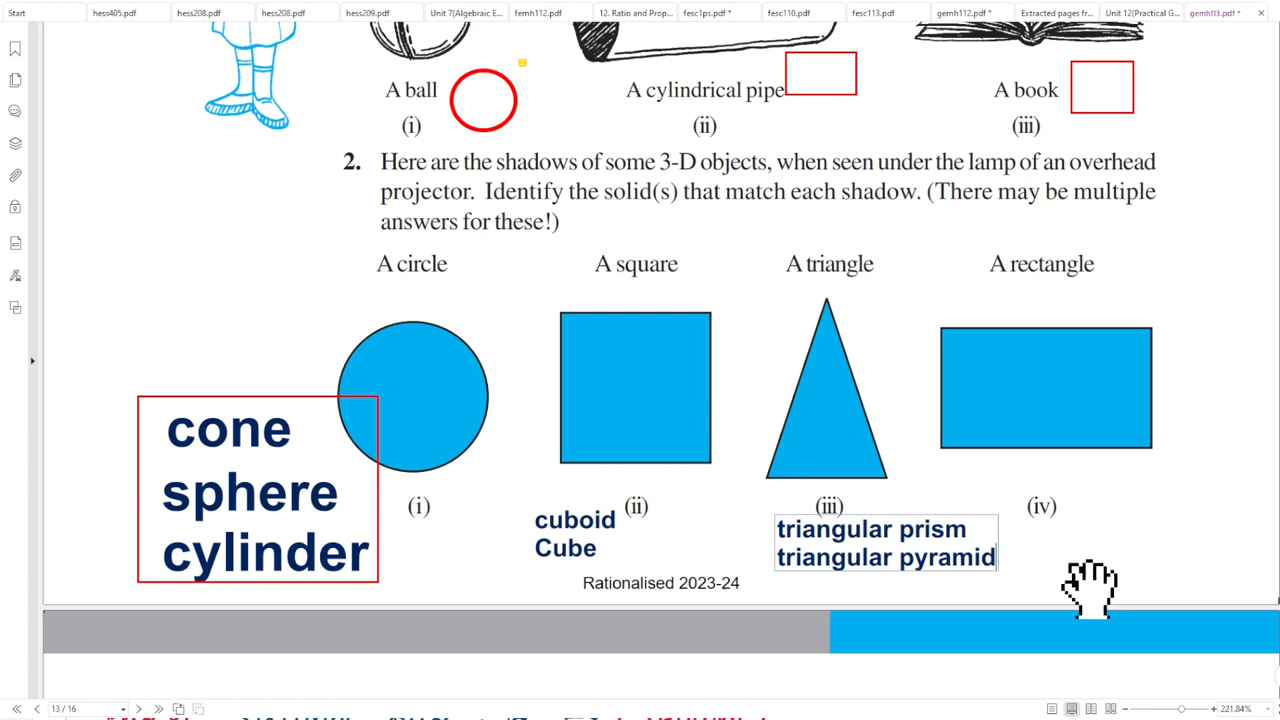 Start hess405.pdf hess208.pdf hess208.pdf hess209.pdf Unit 7(Algebraic E... femh112.pdf 12. Ratio and Prop... fesc1ps.pdf * fesc110.pdf fesc113.pdf gemh112.pdf * Extracted pages fr... Unit 12(Practical G... gemh113.pdf *
A ball A cylindrical pipe A book
(i) (ii) (iii)
2. Here are the shadows of some 3-D objects, when seen under the lamp of an overhead
projector. Identify the solid(s) that match each shadow. (There may be multiple
answers for these!)
A circle A square A triangle A rectangle
cone
sphere
cylinder
(i) (ii) (iii) (iv)
cuboid
Cube
triangular prism
triangular pyramid
Rationalised 2023-24
13 / 16 221.84%